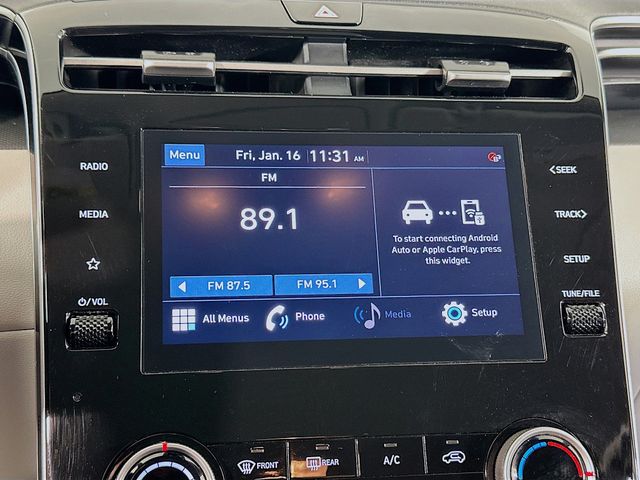 Menu Fri, Jan. 16 11:31 AM
RADIO
MEDIA
/VOL
FM
89.1
FM 87.5 FM 95.1
To start connecting Android
Auto or Apple CarPlay, press
this widget.
All Menus Phone Media Setup
SEEK
TRACK
SETUP
TUNE/FILE
FRONT REAR A/C